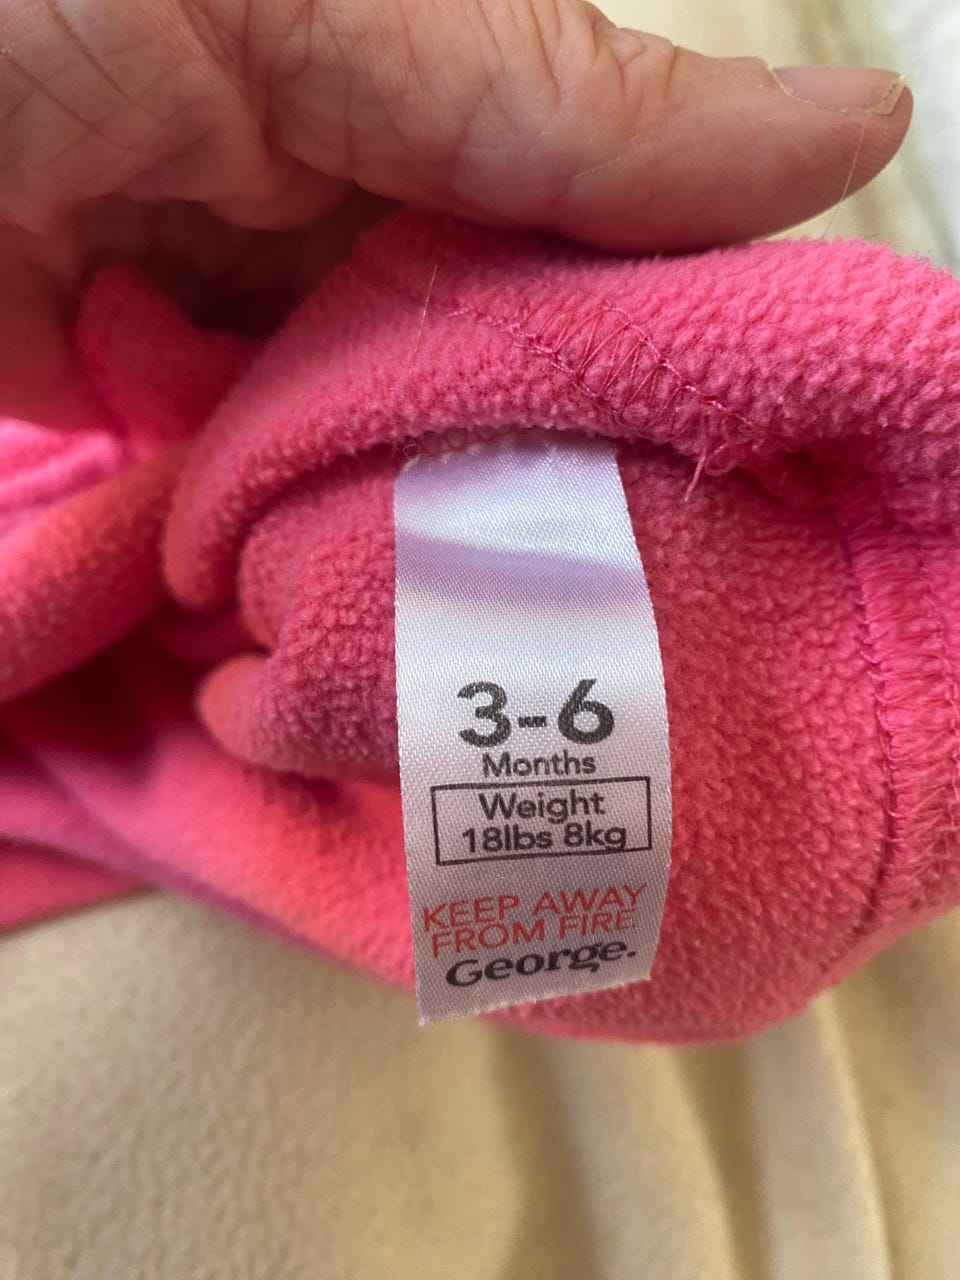 3-6
Months
Weight
18lbs 8kg
KEEP AWAY
FROM FIRE
George.